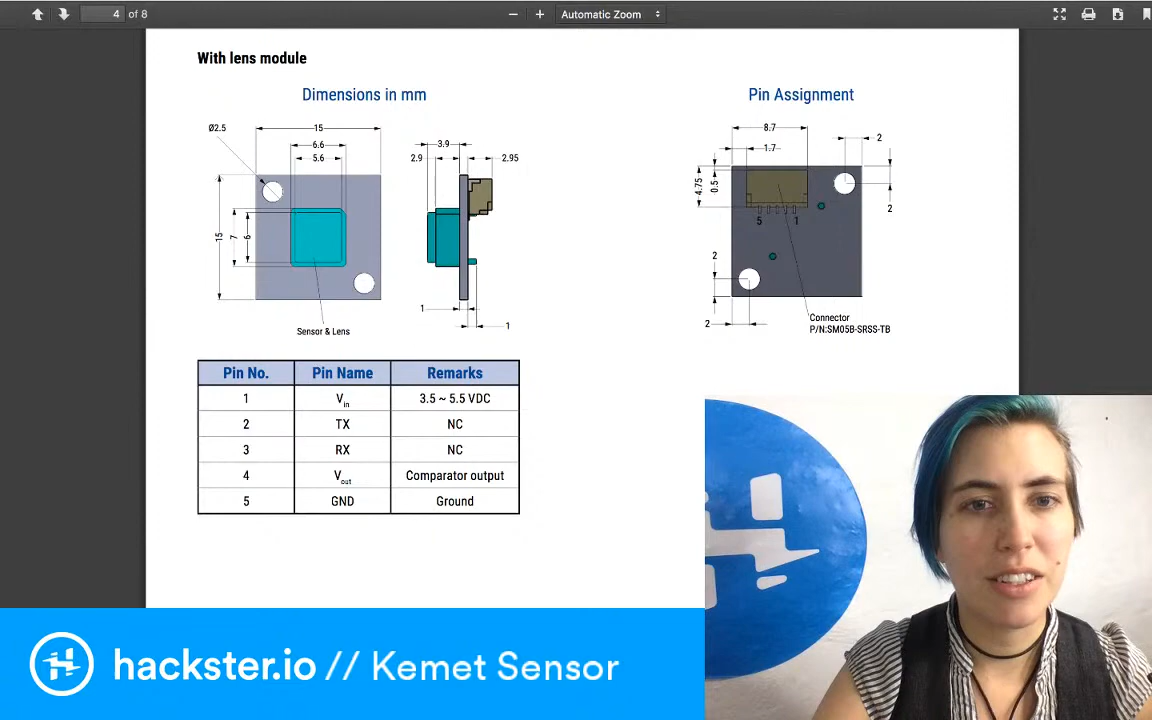 4 of 8
Automatic Zoom
With lens module
Dimensions in mm
Pin Assignment
Ø2.5
15
6.6
5.6
15
7
6
Sensor & Lens
3.9
2.9
2.95
1
1
8.7
2
1.7
4.75
0.5
2
5
1
2
2
Connector
P/N:SM05B-SRSS-TB
Pin No. Pin Name Remarks
1 Vin 3.5 ~ 5.5 VDC
2 TX NC
3 RX NC
4 Vout Comparator output
5 GND Ground
hackster.io // Kemet Sensor